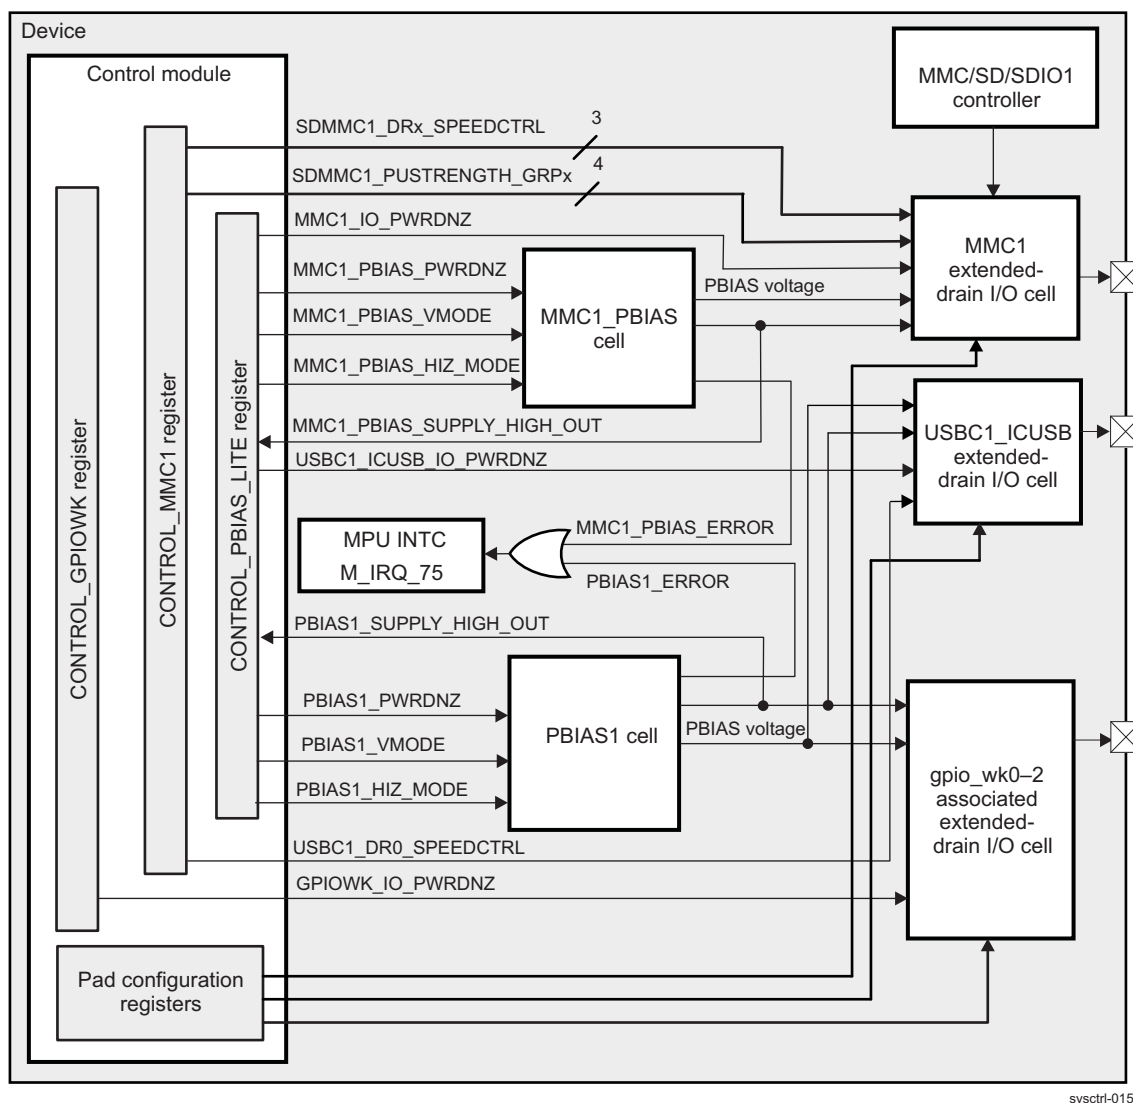 Device
Control module
MMC/SD/SDIO1
controller
SDMMC1_DRx_SPEEDCTRL
3
SDMMC1_PUSTRENGTH_GRPx
4
MMC1_IO_PWRDNZ
MMC1_PBIAS_PWRDNZ
MMC1_PBIAS_VMODE
MMC1_PBIAS_HIZ_MODE
MMC1_PBIAS
cell
PBIAS voltage
MMC1
extended-
drain I/O cell
MMC1_PBIAS_SUPPLY_HIGH_OUT
USBC1_ICUSB_IO_PWRDNZ
USBC1_ICUSB
extended-
drain I/O cell
CONTROL_GPIOWK register
CONTROL_MMC1 register
CONTROL_PBIAS_LITE register
MPU INTC
M_IRQ_75
MMC1_PBIAS_ERROR
PBIAS1_ERROR
PBIAS1_SUPPLY_HIGH_OUT
PBIAS1_PWRDNZ
PBIAS1_VMODE
PBIAS1_HIZ_MODE
PBIAS1 cell
PBIAS voltage
gpio_wk0–2
associated
extended-
drain I/O cell
USBC1_DR0_SPEEDCTRL
GPIOWK_IO_PWRDNZ
Pad configuration
registers
sysctrl-015